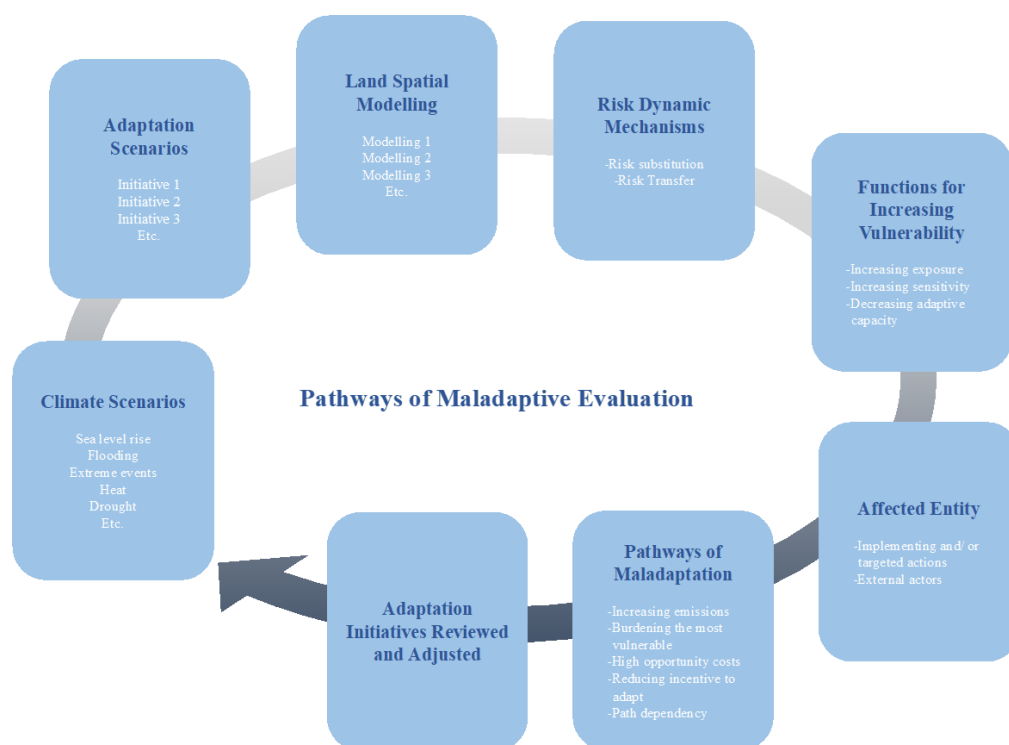 Climate Scenarios
Sea level rise
Flooding
Extreme events
Heat
Drought
Etc.
Adaptation
Scenarios
Initiative 1
Initiative 2
Initiative 3
Etc.
Land Spatial
Modelling
Modelling 1
Modelling 2
Modelling 3
Etc.
Risk Dynamic
Mechanisms
-Risk substitution
-Risk Transfer
Functions for
Increasing
Vulnerability
-Increasing exposure
-Increasing sensitivity
-Decreasing adaptive
capacity
Affected Entity
-Implementing and/ or
targeted actions
-External actors
Pathways of
Maladaptation
-Increasing emissions
-Burdening the most
vulnerable
-High opportunity costs
-Reducing incentive to
adapt
-Path dependency
Adaptation
Initiatives Reviewed
and Adjusted
Pathways of Maladaptive Evaluation